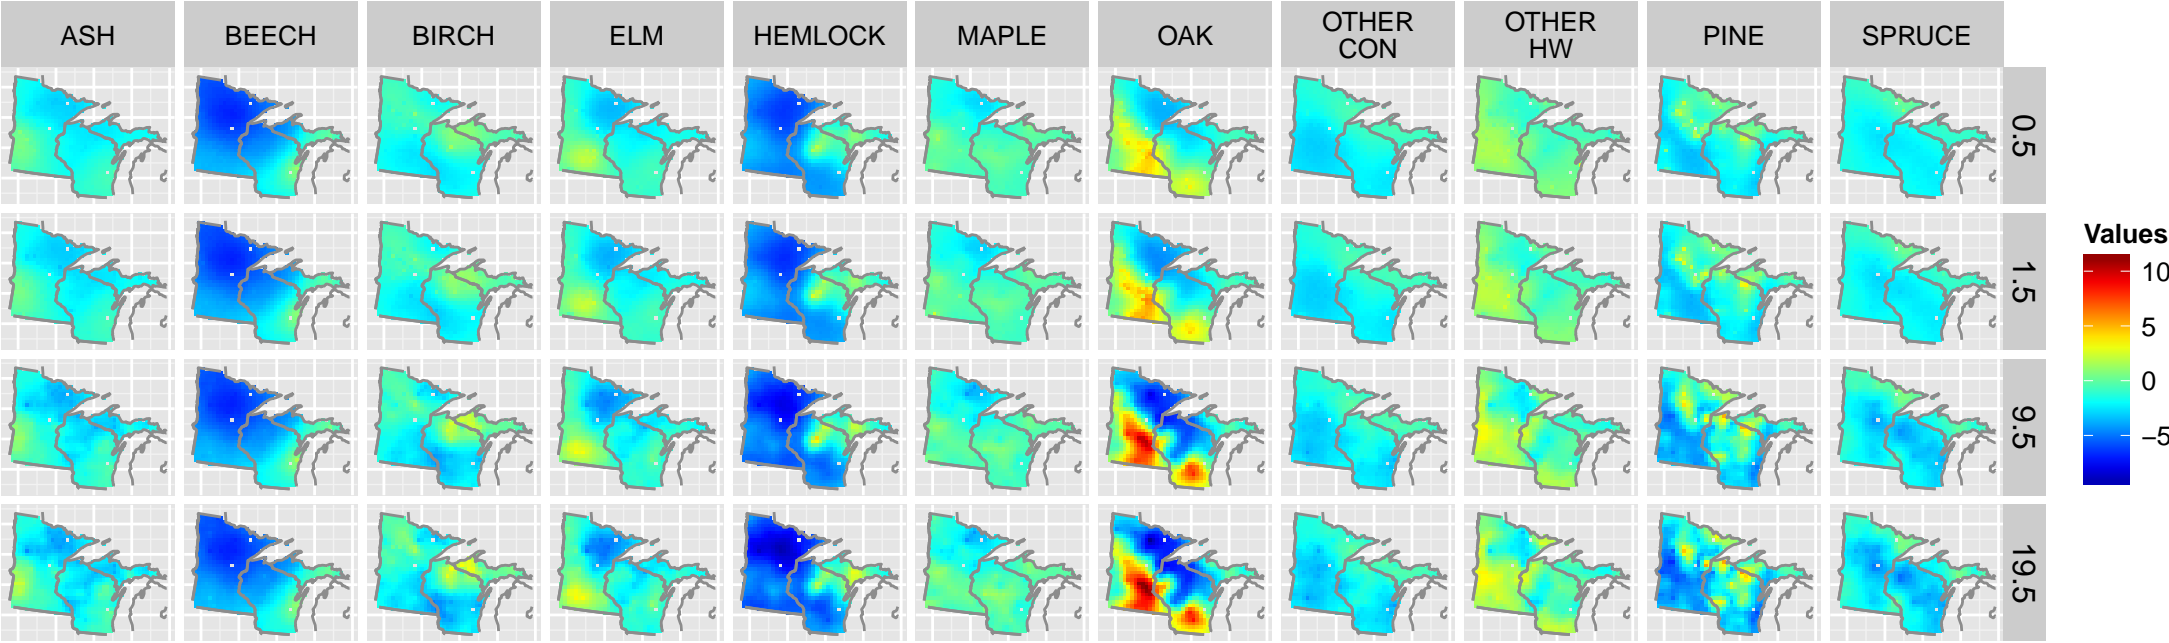 ASH
BEECH
BIRCH
ELM
HEMLOCK
MAPLE
OAK
OTHER
CON
OTHER
HW
PINE
SPRUCE
0.5
1.5
9.5
19.5
Values
10
5
0
−5